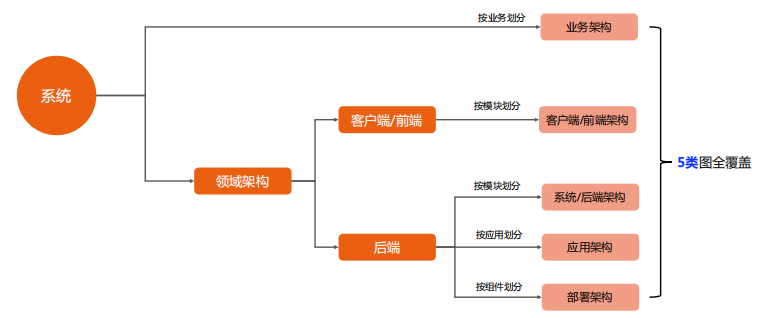 按业务划分
业务架构
系统
按模块划分
客户端/前端
客户端/前端架构
5类图全覆盖
领域架构
按模块划分
系统/后端架构
按应用划分
后端
应用架构
按组件划分
部署架构